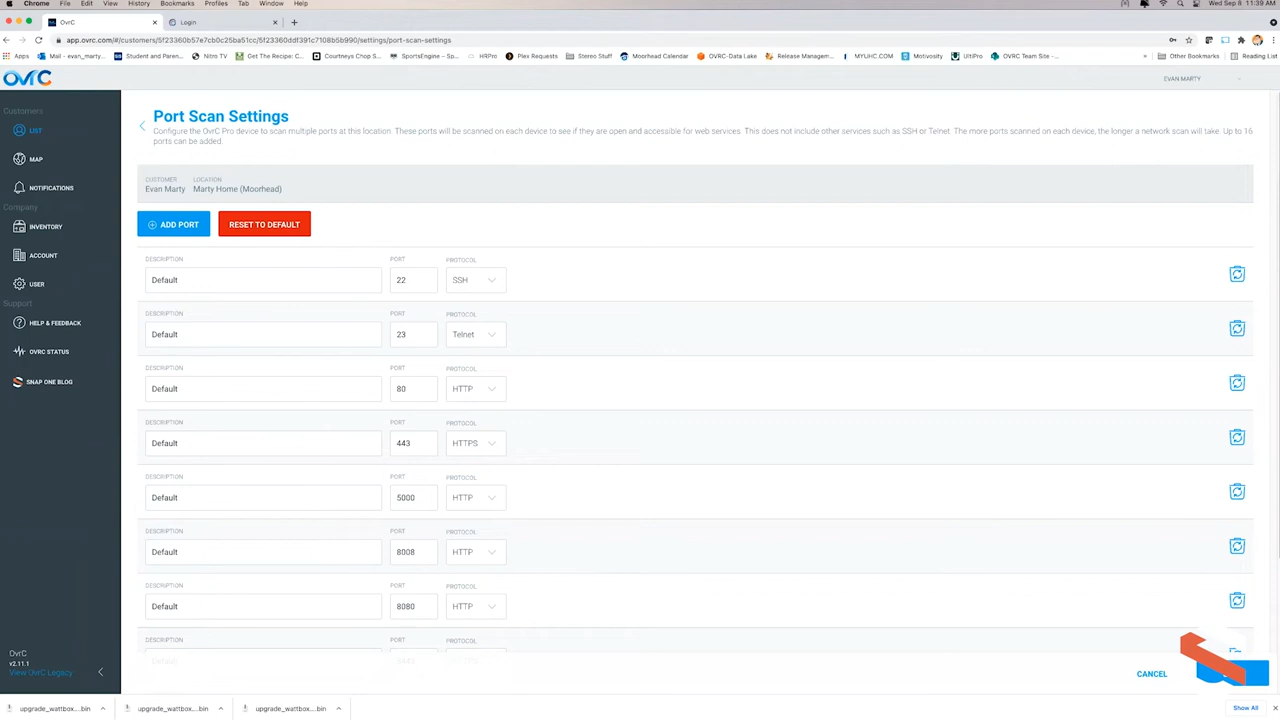 Chrome File Edit View History Bookmarks Profiles Tab Window Help Wed Sep 8 11:39 AM
OvrC Login
app.ovrc.com/#/customers/5f23360b57e7cb0c25ba51cc/5f23360ddf391c7108b5b990/settings/port-scan-settings
Apps Mail - evan_marty... Student and Paren... Nitro TV Get The Recipe: C... Courtneys Chop S... SportsEngine – Sp... HRPro Plex Requests Stereo Stuff Moorhead Calendar OVRC-Data Lake Release Managem... MYUHC.COM Motivosity UltiPro OVRC Team Site -... » Other Bookmarks Reading List
OvrC EVAN MARTY
Customers
LIST
MAP
NOTIFICATIONS
Company
INVENTORY
ACCOUNT
USER
Support
HELP & FEEDBACK
OVRC STATUS
SNAP ONE BLOG
OvrC
v2.11.1
View OvrC Legacy
Port Scan Settings
Configure the OvrC Pro device to scan multiple ports at this location. These ports will be scanned on each device to see if they are open and accessible for web services. This does not include other services such as SSH or Telnet. The more ports scanned on each device, the longer a network scan will take. Up to 16
ports can be added.
CUSTOMER LOCATION
Evan Marty Marty Home (Moorhead)
ADD PORT RESET TO DEFAULT
DESCRIPTION PORT PROTOCOL
Default 22 SSH
DESCRIPTION PORT PROTOCOL
Default 23 Telnet
DESCRIPTION PORT PROTOCOL
Default 80 HTTP
DESCRIPTION PORT PROTOCOL
Default 443 HTTPS
DESCRIPTION PORT PROTOCOL
Default 5000 HTTP
DESCRIPTION PORT PROTOCOL
Default 8008 HTTP
DESCRIPTION PORT PROTOCOL
Default 8080 HTTP
DESCRIPTION PORT PROTOCOL
Default
CANCEL
upgrade_wattbox....bin upgrade_wattbox....bin upgrade_wattbox....bin Show All